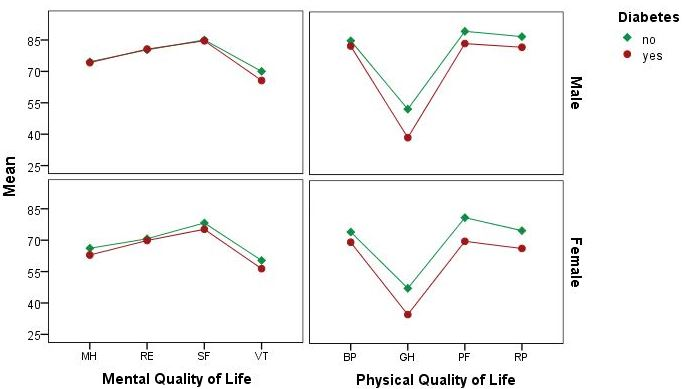 Diabetes
no
yes
Mean
85
70
55
40
25
Male
85
70
55
40
25
Female
MH RE SF VT BP GH PF RP
Mental Quality of Life Physical Quality of Life